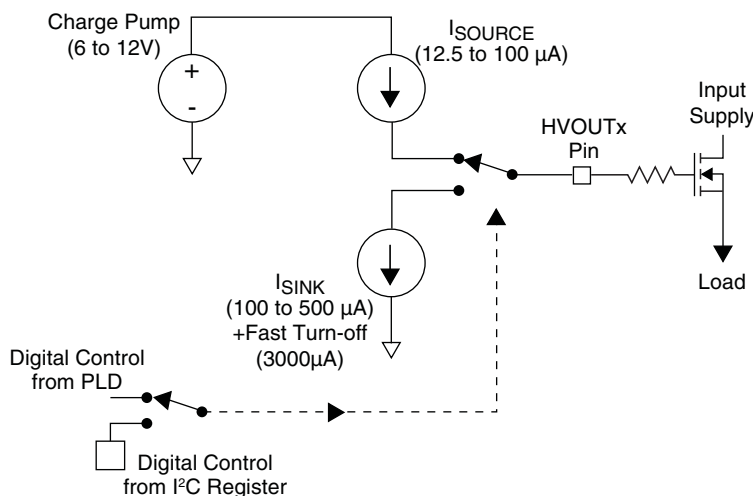 Charge Pump
(6 to 12V)
+
-
ISOURCE
(12.5 to 100 µA)
Input
Supply
HVOUTx
Pin
Load
ISINK
(100 to 500 µA)
+Fast Turn-off
(3000µA)
Digital Control
from PLD
Digital Control
from I²C Register